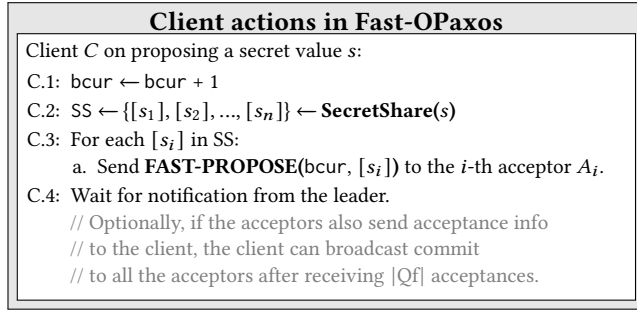 Client actions in Fast-OPaxos
Client C on proposing a secret value s:
C.1: bcur ← bcur + 1
C.2: SS ← {[s₁], [s₂], ..., [sₙ]} ← SecretShare(s)
C.3: For each [sᵢ] in SS:
a. Send FAST-PROPOSE(bcur, [sᵢ]) to the i-th acceptor Aᵢ.
C.4: Wait for notification from the leader.
// Optionally, if the acceptors also send acceptance info
// to the client, the client can broadcast commit
// to all the acceptors after receiving |Qf| acceptances.